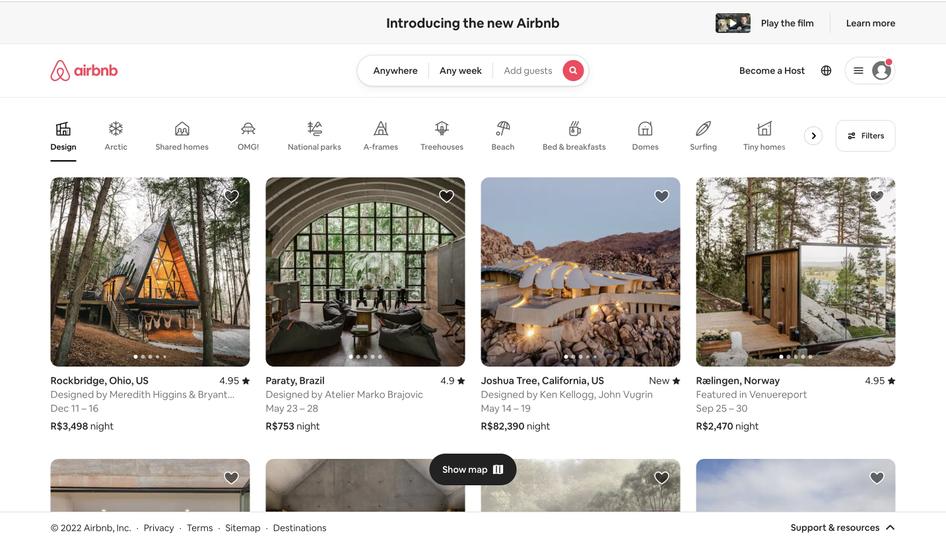 Introducing the new Airbnb
Play the film
Learn more
airbnb
Anywhere
Any week
Add guests
Become a Host
Design
Arctic
Shared homes
OMG!
National parks
A-frames
Treehouses
Beach
Bed & breakfasts
Domes
Surfing
Tiny homes
Filters
Rockbridge, Ohio, US 4.95
Designed by Meredith Higgins & Bryant...
Dec 11 – 16
R$3,498 night
Paraty, Brazil 4.9
Designed by Atelier Marko Brajovic
May 23 – 28
R$753 night
Joshua Tree, California, US New
Designed by Ken Kellogg, John Vugrin
May 14 – 19
R$82,390 night
Rælingen, Norway 4.95
Featured in Venuereport
Sep 25 – 30
R$2,470 night
Show map
© 2022 Airbnb, Inc. · Privacy · Terms · Sitemap · Destinations
Support & resources